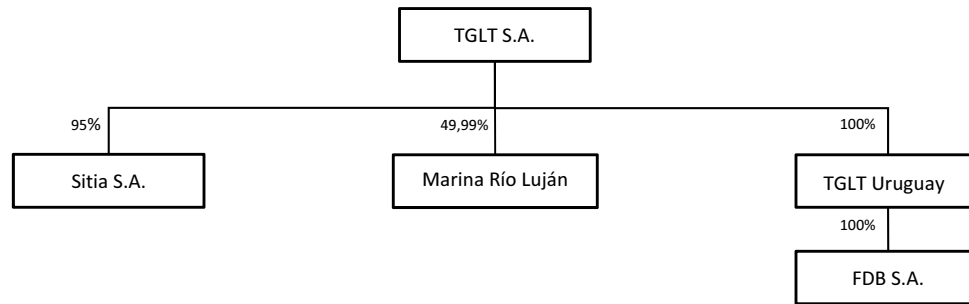 TGLT S.A.
95%
49,99%
100%
Sitia S.A.
Marina Río Luján
TGLT Uruguay
100%
FDB S.A.